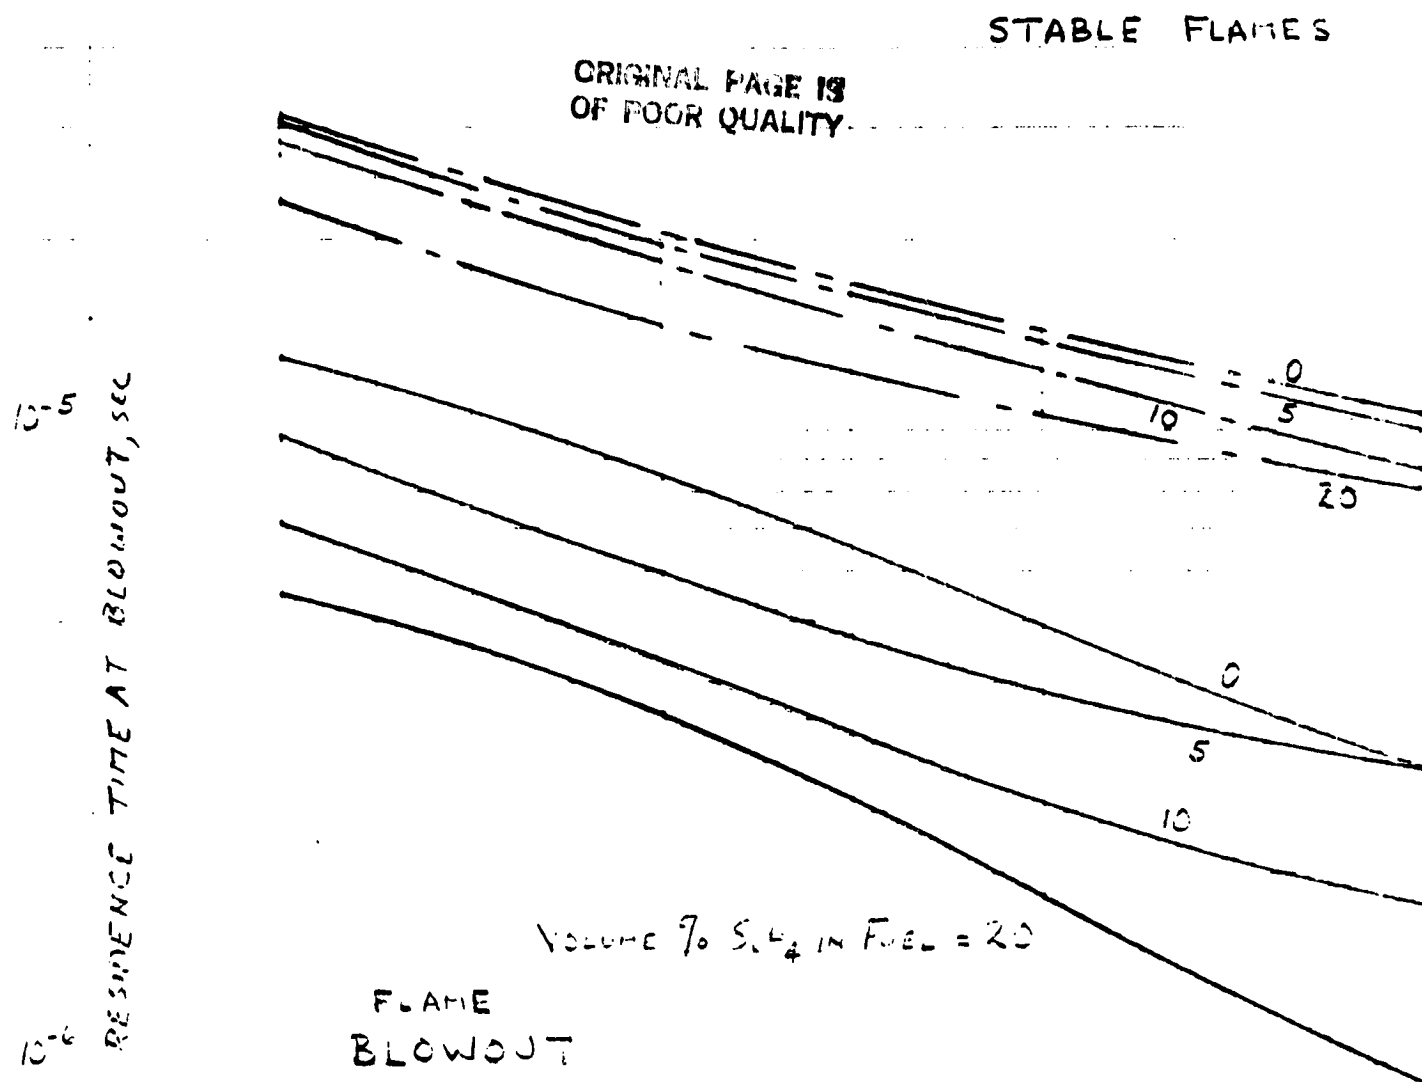 STABLE FLAMES
ORIGINAL PAGE IS
OF POOR QUALITY
0
10
5
20
10-5
RESIDENCE TIME AT BLOWOUT, SEC
0
5
10
VOLUME % SiH4 IN FUEL = 20
FLAME
BLOWOUT
10-6